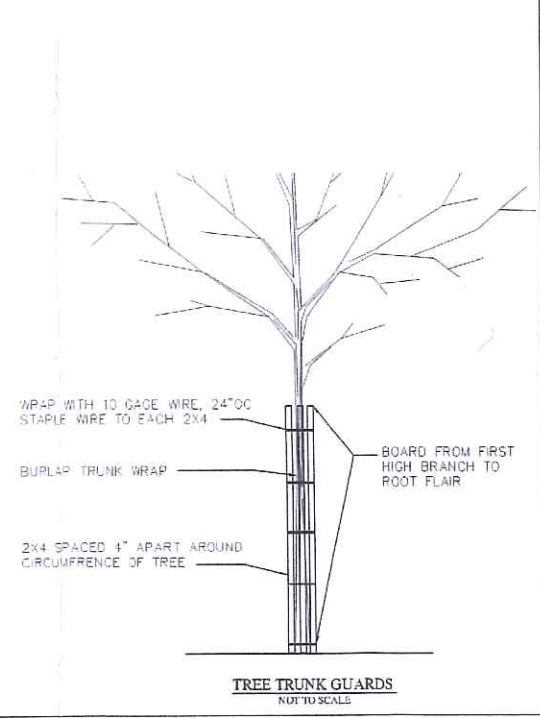 WRAP WITH 10 GAGE WIRE, 24"OC
STAPLE WIRE TO EACH 2X4
BUPLAP TRUNK WRAP
2X4 SPACED 4" APART AROUND
CIRCUMFRENCE OF TREE
BOARD FROM FIRST
HIGH BRANCH TO
ROOT FLAIR
TREE TRUNK GUARDS
NOT TO SCALE